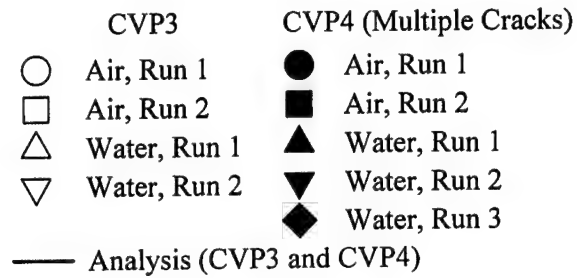 CVP3 CVP4 (Multiple Cracks)
Air, Run 1 Air, Run 1
Air, Run 2 Air, Run 2
Water, Run 1 Water, Run 1
Water, Run 2 Water, Run 2
Water, Run 3
Analysis (CVP3 and CVP4)